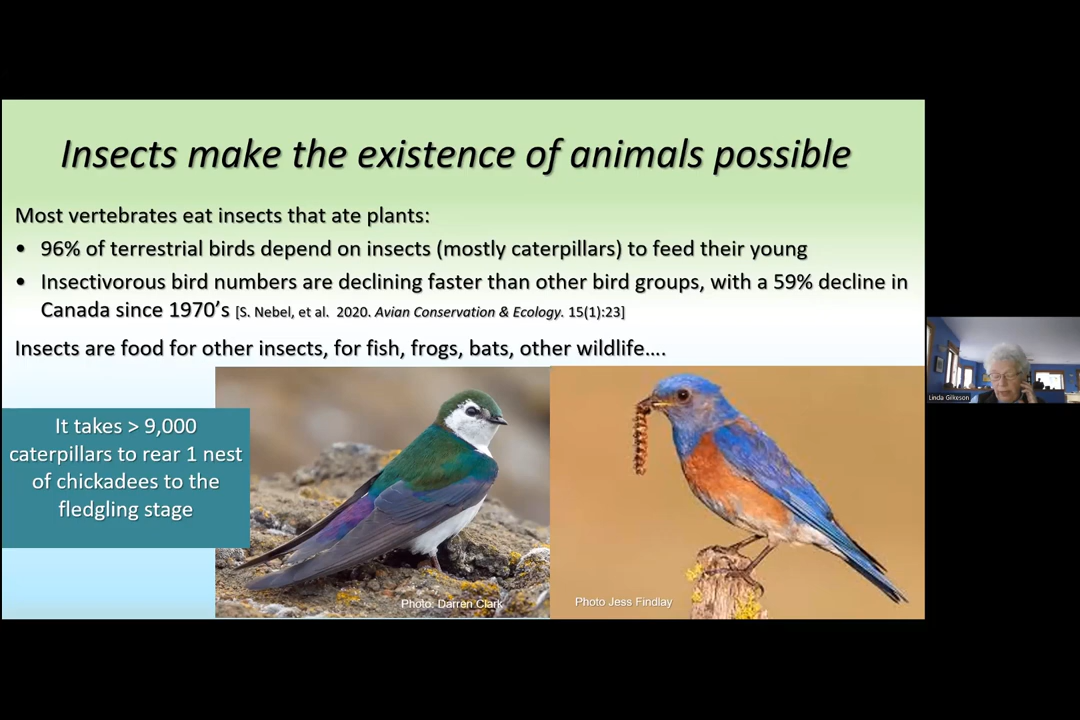 Insects make the existence of animals possible
Most vertebrates eat insects that ate plants:
• 96% of terrestrial birds depend on insects (mostly caterpillars) to feed their young
• Insectivorous bird numbers are declining faster than other bird groups, with a 59% decline in
Canada since 1970’s [S. Nebel, et al. 2020. Avian Conservation & Ecology. 15(1):23]
Insects are food for other insects, for fish, frogs, bats, other wildlife....
It takes > 9,000
caterpillars to rear 1 nest
of chickadees to the
fledgling stage
Photo: Darren Clark
Photo Jess Findlay
Linda Gilkeson